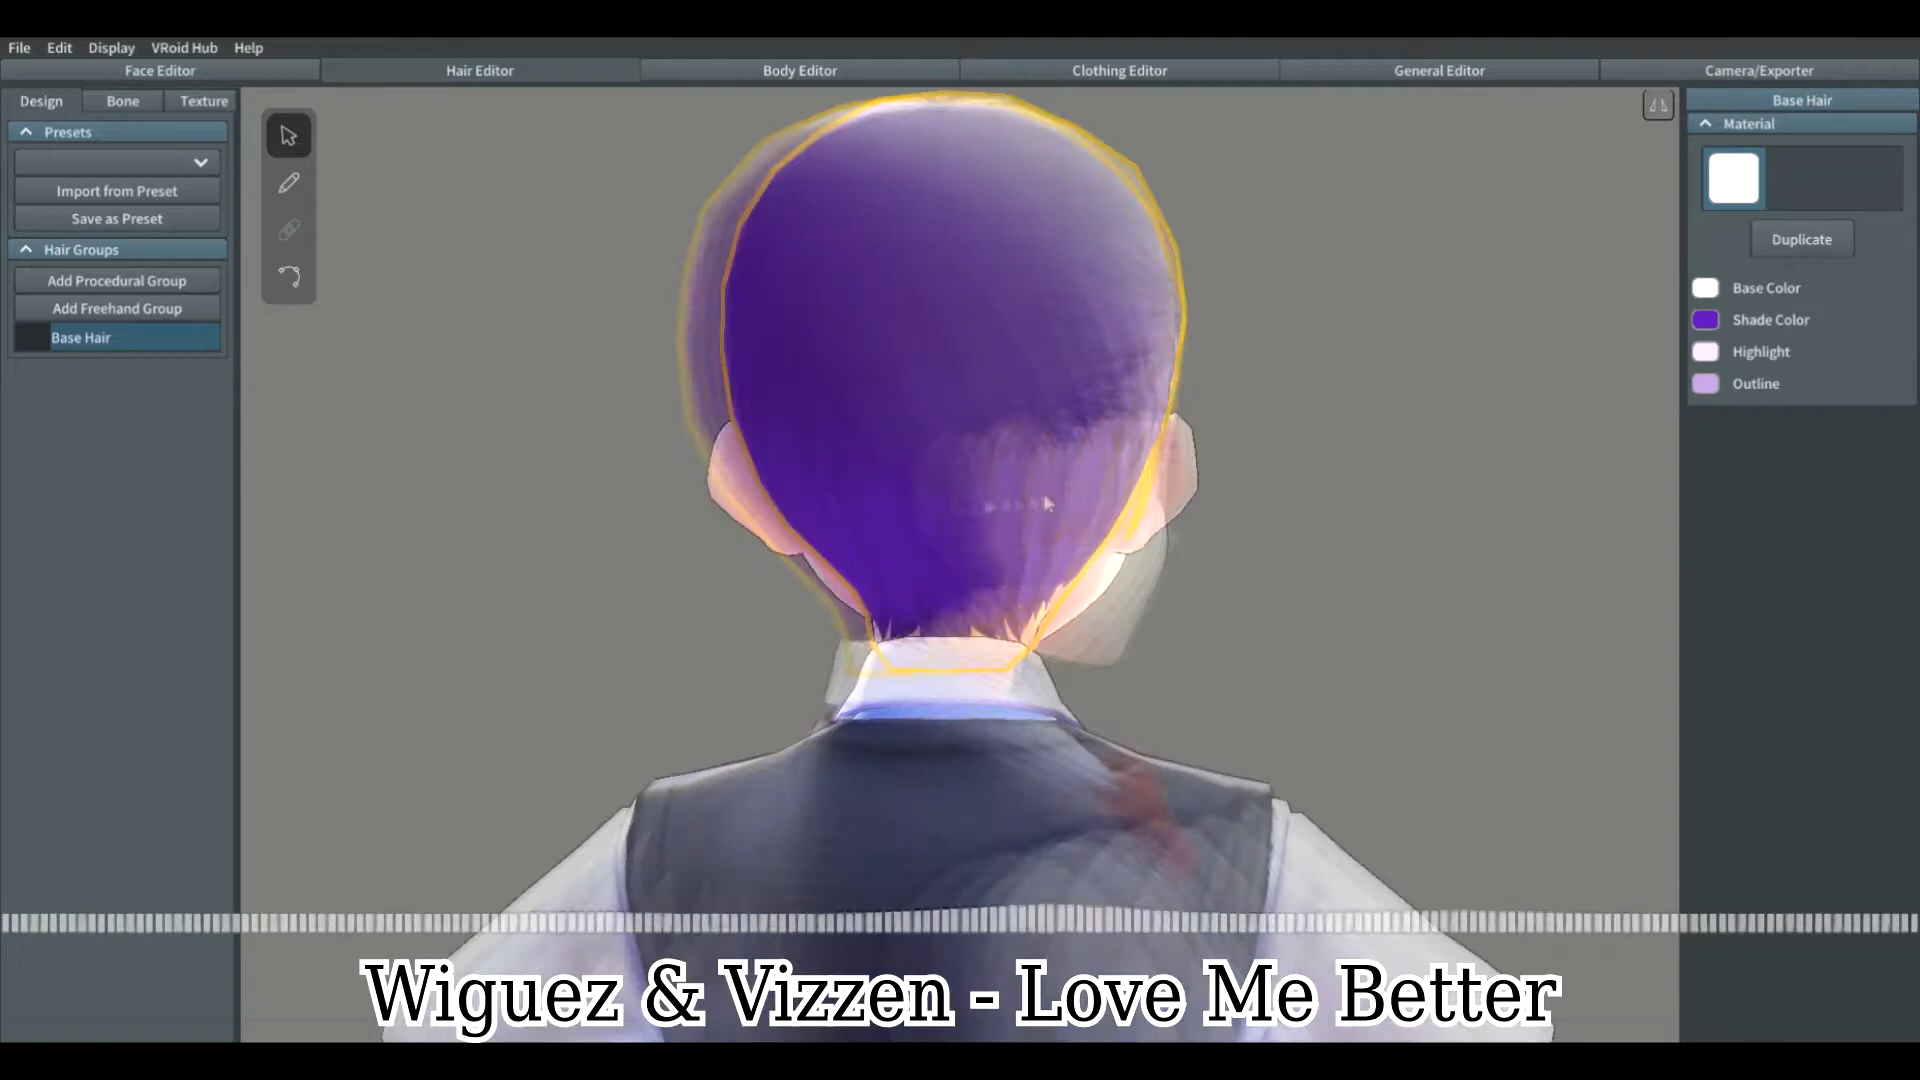 File Edit Display VRoid Hub Help
Face Editor Hair Editor Body Editor Clothing Editor General Editor Camera/Exporter
Design Bone Texture
Presets
Import from Preset
Save as Preset
Hair Groups
Add Procedural Group
Add Freehand Group
Base Hair
Base Hair
Material
Duplicate
Base Color
Shade Color
Highlight
Outline
Wiguez & Vizzen - Love Me Better